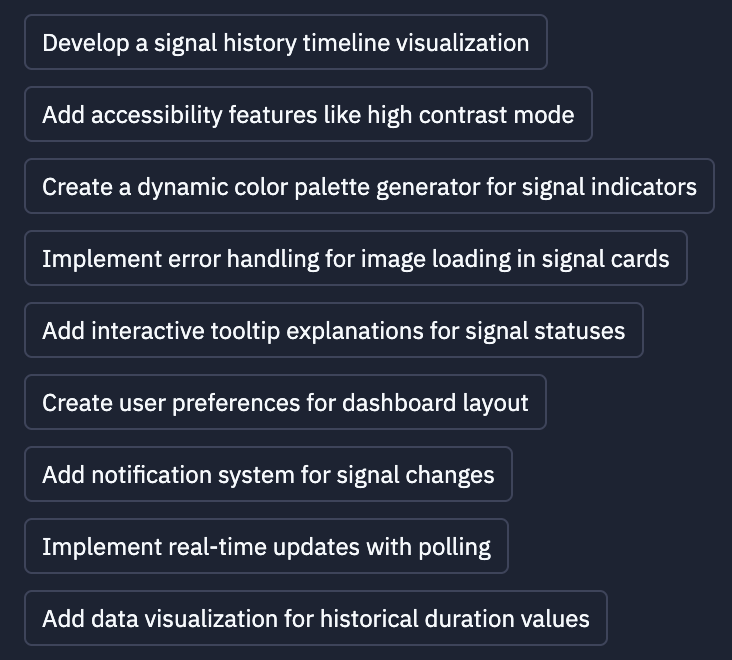 Develop a signal history timeline visualization
Add accessibility features like high contrast mode
Create a dynamic color palette generator for signal indicators
Implement error handling for image loading in signal cards
Add interactive tooltip explanations for signal statuses
Create user preferences for dashboard layout
Add notification system for signal changes
Implement real-time updates with polling
Add data visualization for historical duration values